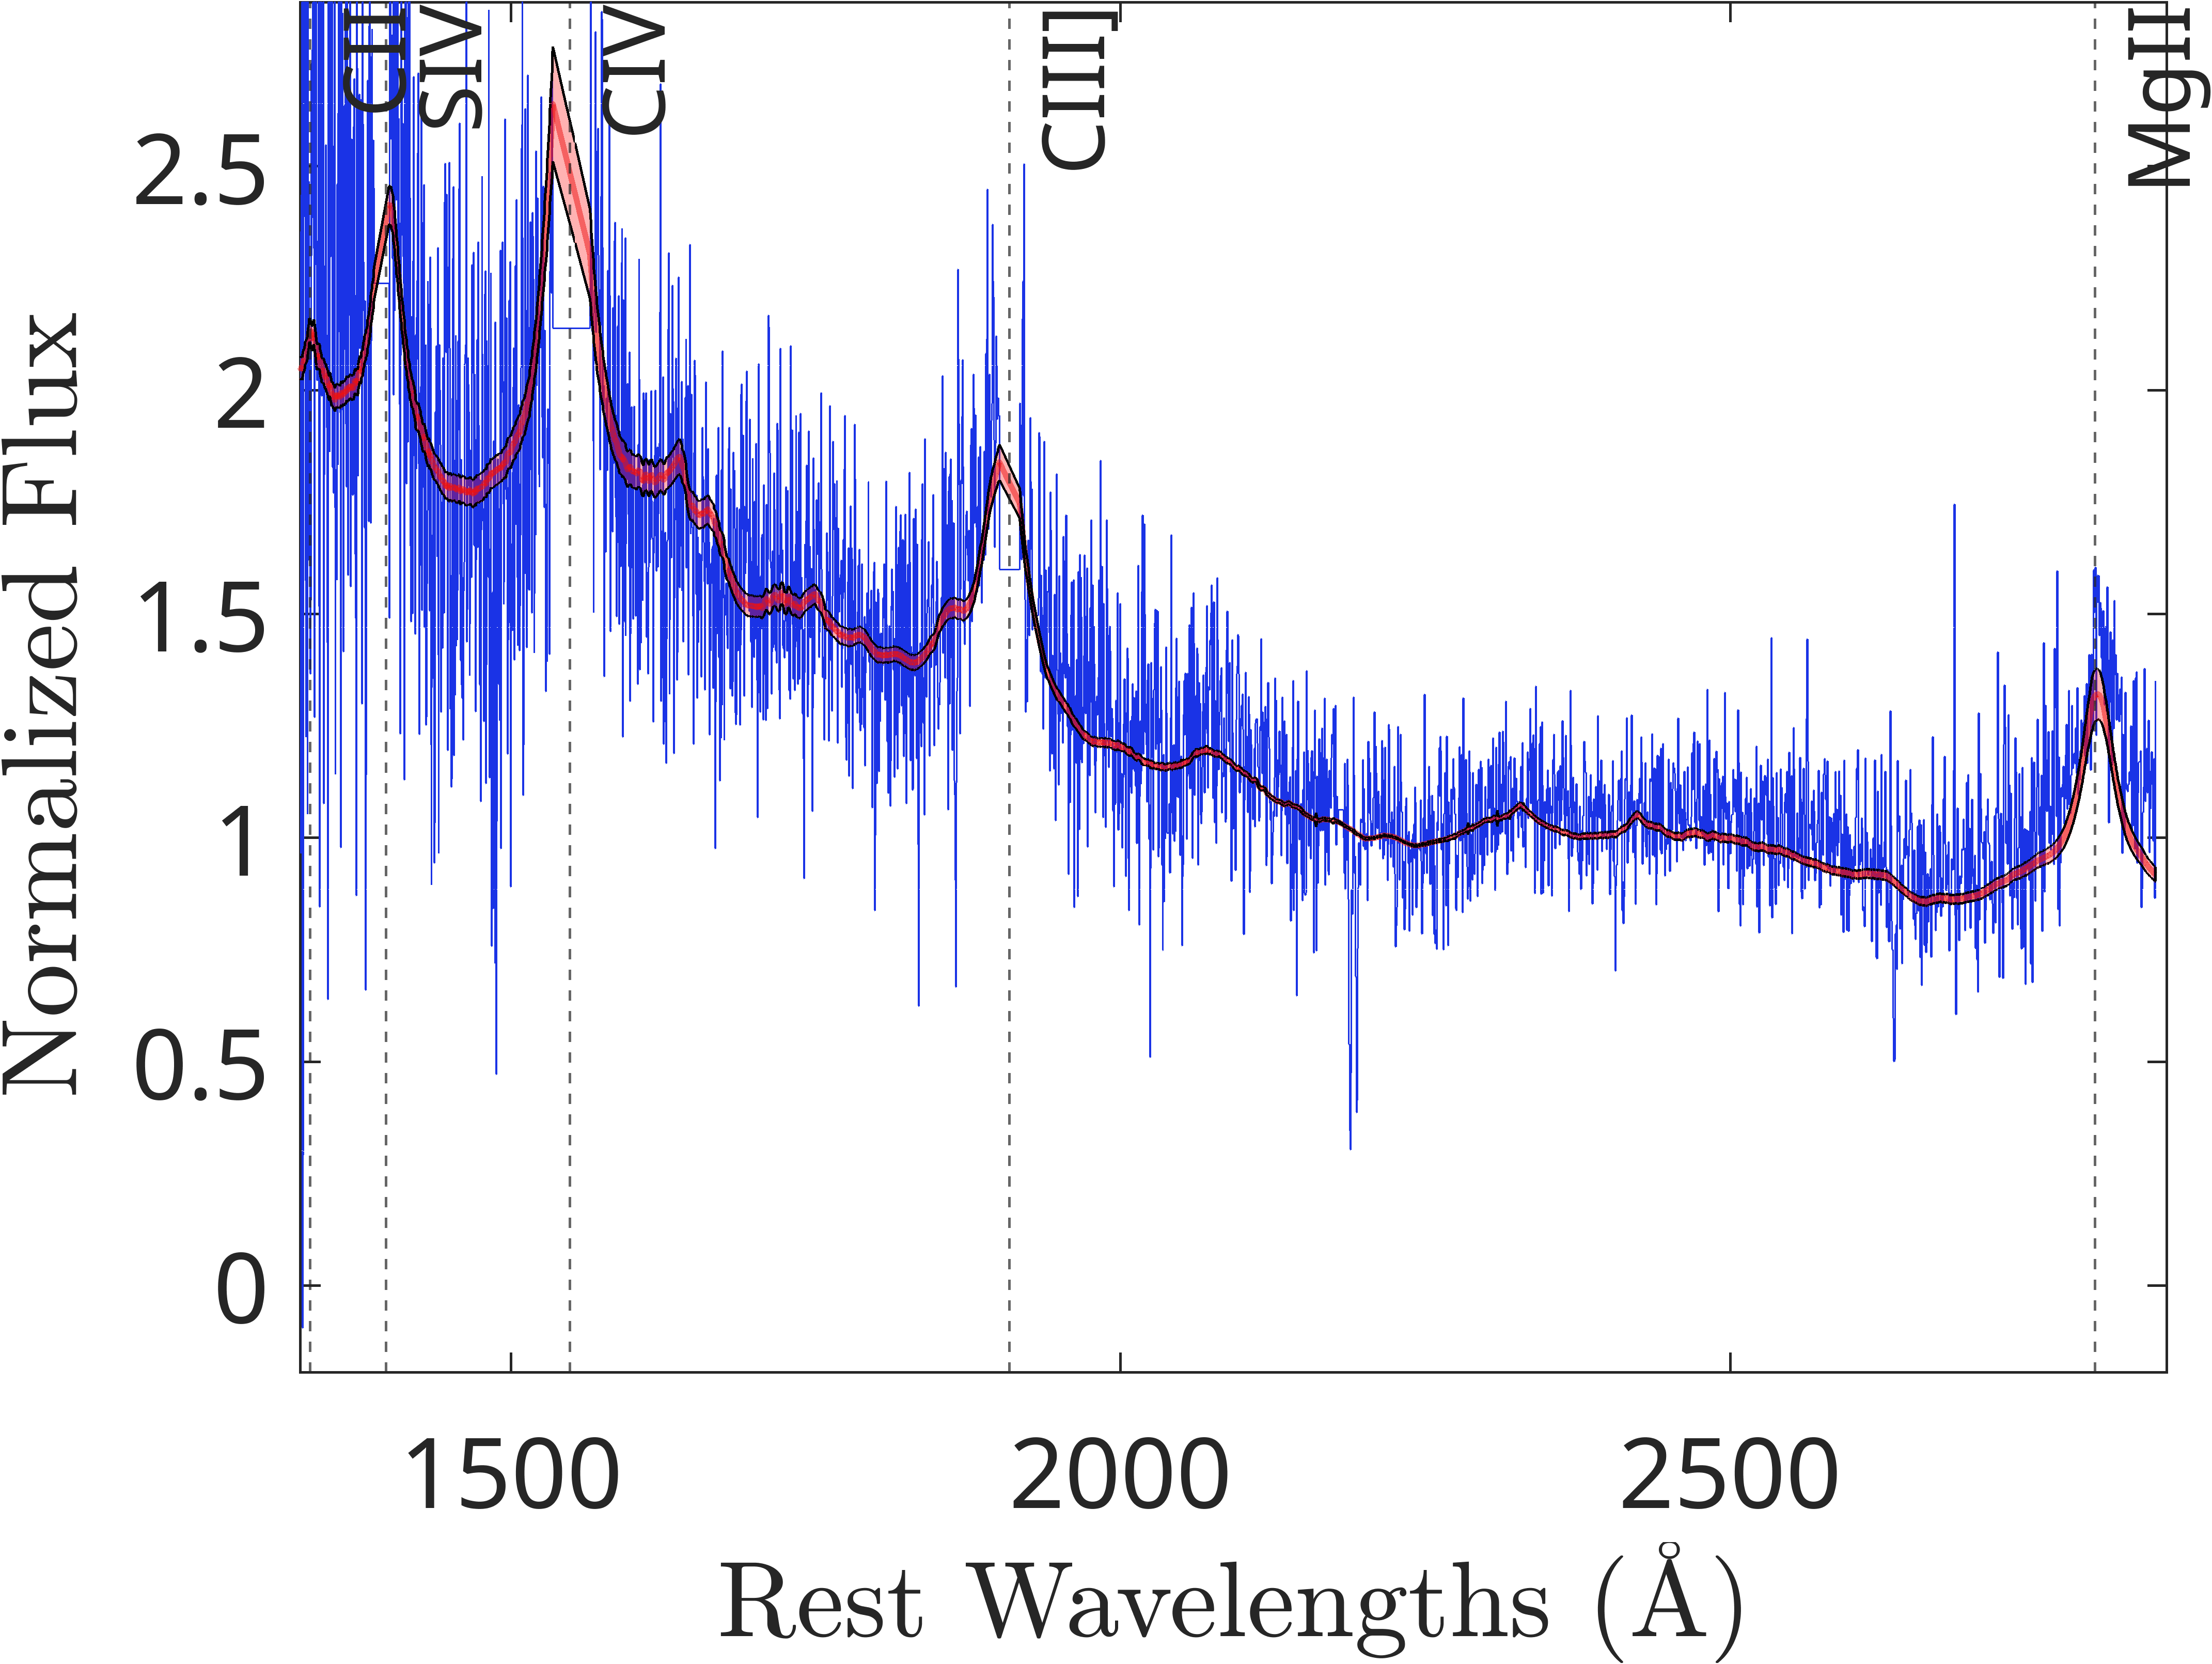 CII
SIV
CIV
CIII]
MgII
2.5
2
1.5
1
0.5
0
Normalized Flux
1500
2000
2500
Rest Wavelengths (Å)